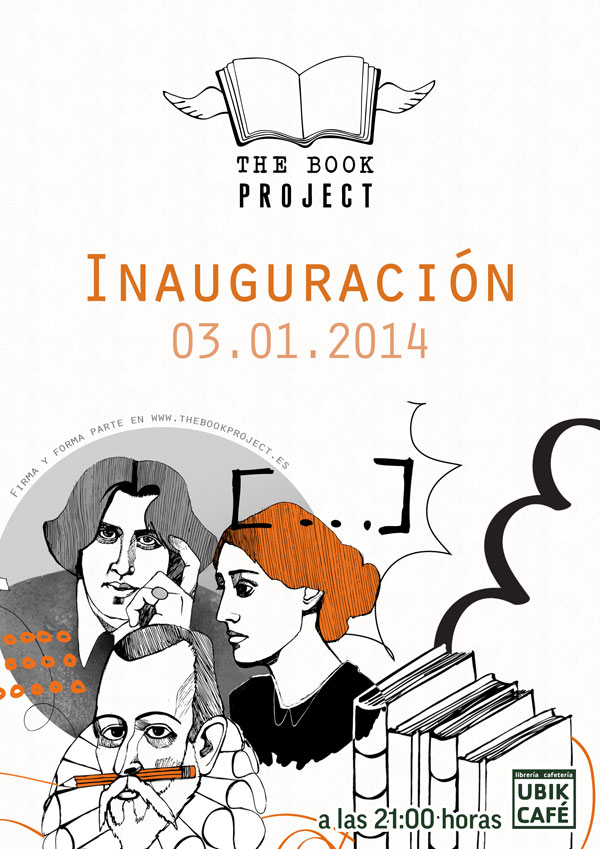 THE BOOK
PROJECT
INAUGURACIÓN
03.01.2014
FIRMA Y FORMA PARTE EN WWW.THEBOOKPROJECT.ES
[...]
a las 21:00 horas
librería cafetería
UBIK
CAFÉ